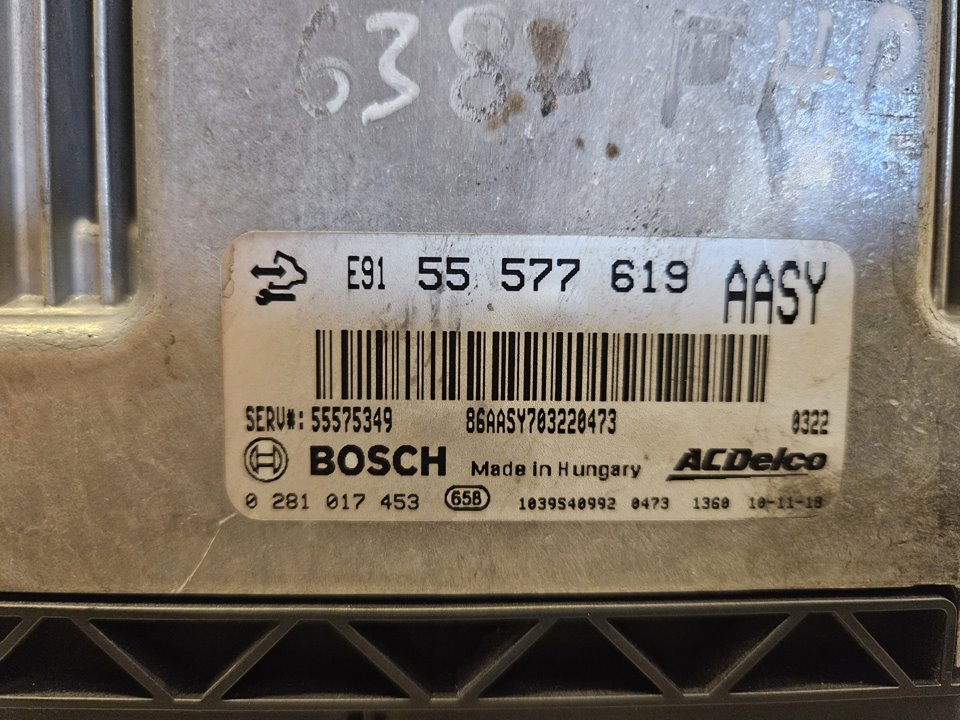 E91 55 577 619 AASY
SERV#: 55575349 86AASY703220473 0322
BOSCH Made in Hungary ACDelco
0 281 017 453 65B 1039S40992 0473 1360 10-11-18